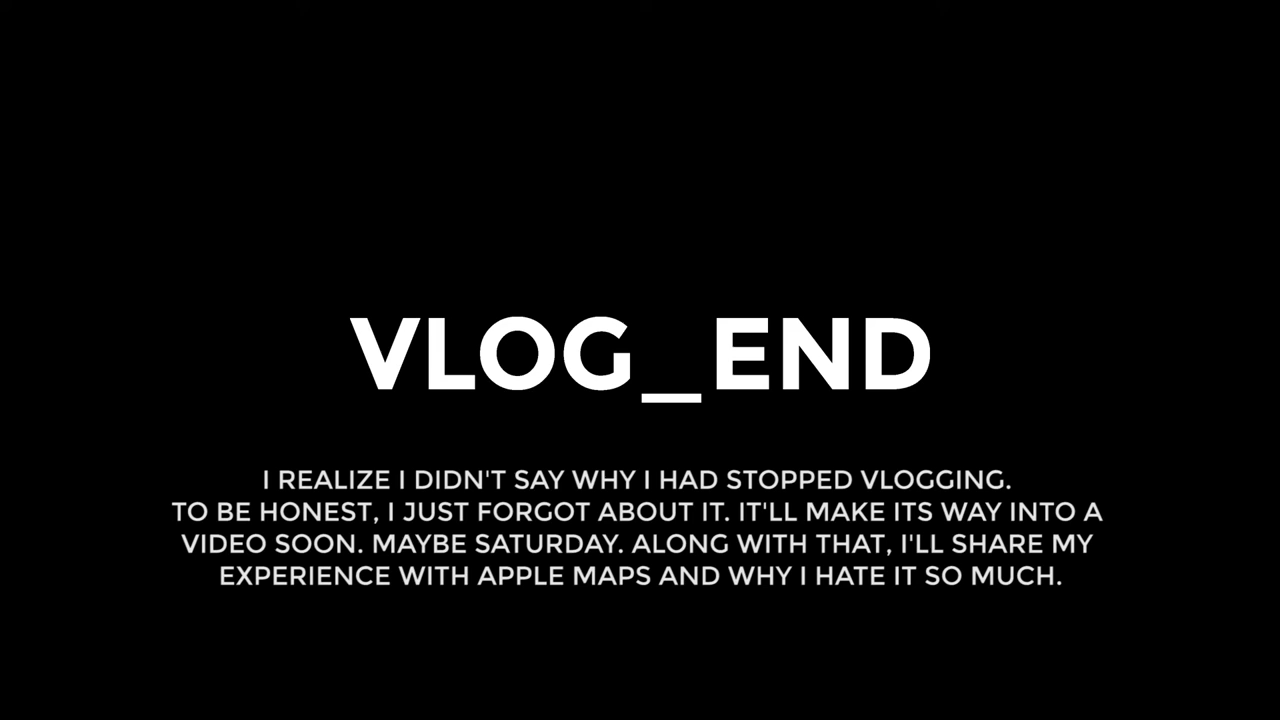 VLOG_END
I REALIZE I DIDN'T SAY WHY I HAD STOPPED VLOGGING.
TO BE HONEST, I JUST FORGOT ABOUT IT. IT'LL MAKE ITS WAY INTO A
VIDEO SOON. MAYBE SATURDAY. ALONG WITH THAT, I'LL SHARE MY
EXPERIENCE WITH APPLE MAPS AND WHY I HATE IT SO MUCH.